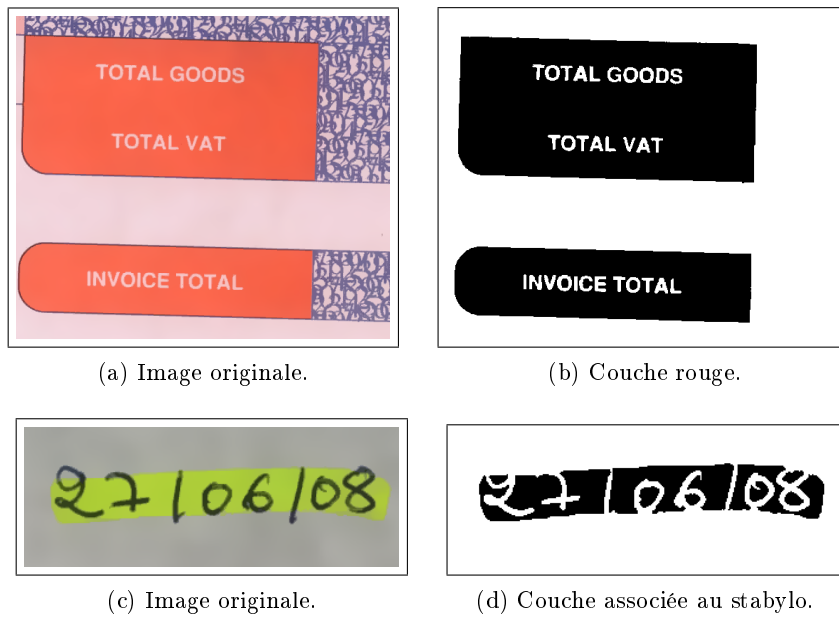 TOTAL GOODS
TOTAL GOODS
TOTAL VAT
TOTAL VAT
INVOICE TOTAL
INVOICE TOTAL
(a) Image originale.
(b) Couche rouge.
27/06/08
27/06/08
(c) Image originale.
(d) Couche associée au stabylo.